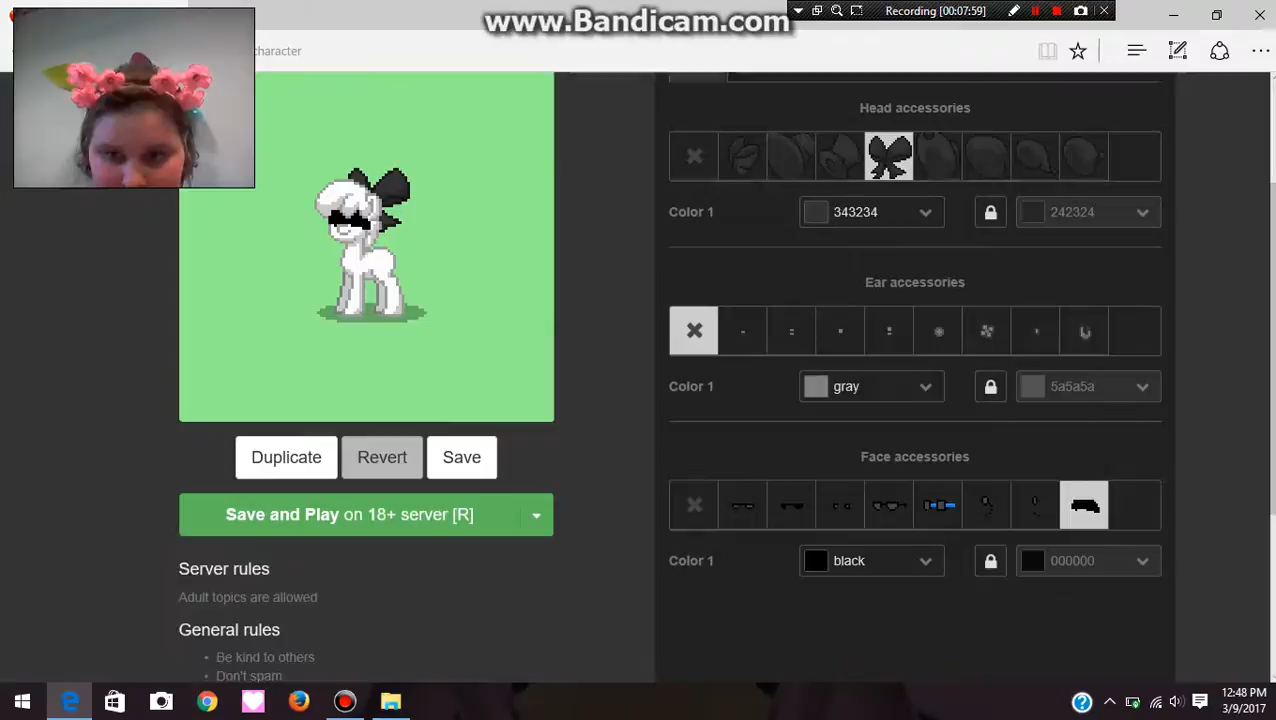 www.Bandicam.com
Recording [00:07:59]
character
Head accessories
Color 1
343234
242324
Ear accessories
Color 1
gray
5a5a5a
Duplicate
Revert
Save
Face accessories
Save and Play on 18+ server [R]
Color 1
black
000000
Server rules
Adult topics are allowed
General rules
• Be kind to others
• Don't spam
12:48 PM
3/9/2017